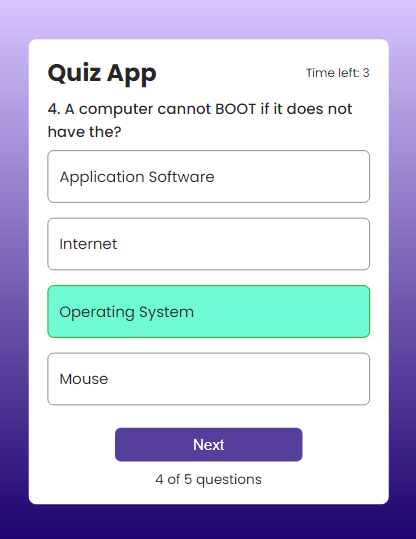 Quiz App
Time left: 3
4. A computer cannot BOOT if it does not
have the?
Application Software
Internet
Operating System
Mouse
Next
4 of 5 questions